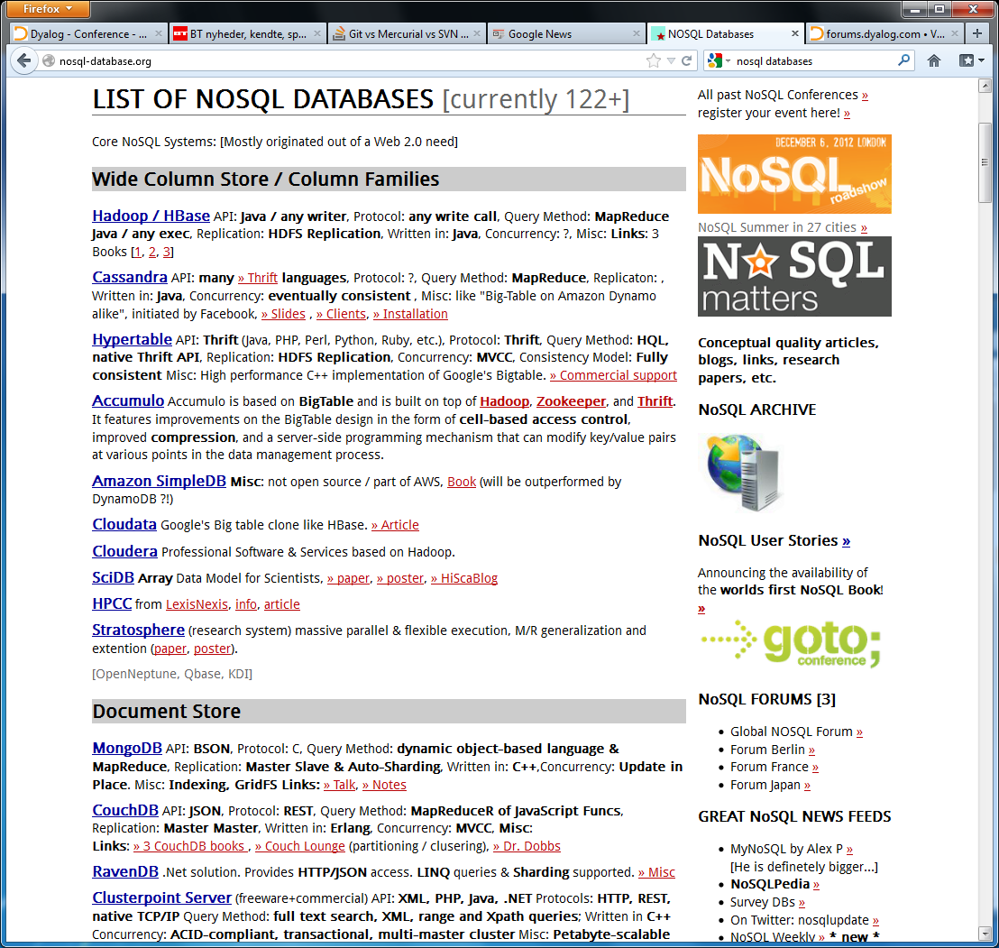 Firefox
Dyalog - Conference - ...
BT nyheder, kendte, sp...
Git vs Mercurial vs SVN ...
Google News
NOSQL Databases
forums.dyalog.com • V...
nosql-database.org
nosql databases
LIST OF NOSQL DATABASES [currently 122+]
Core NoSQL Systems: [Mostly originated out of a Web 2.0 need]
Wide Column Store / Column Families
Hadoop / HBase API: Java / any writer, Protocol: any write call, Query Method: MapReduce
Java / any exec, Replication: HDFS Replication, Written in: Java, Concurrency: ?, Misc: Links: 3
Books [1, 2, 3]
Cassandra API: many » Thrift languages, Protocol: ?, Query Method: MapReduce, Replicaton: ,
Written in: Java, Concurrency: eventually consistent , Misc: like "Big-Table on Amazon Dynamo
alike", initiated by Facebook, » Slides , » Clients, » Installation
Hypertable API: Thrift (Java, PHP, Perl, Python, Ruby, etc.), Protocol: Thrift, Query Method: HQL,
native Thrift API, Replication: HDFS Replication, Concurrency: MVCC, Consistency Model: Fully
consistent Misc: High performance C++ implementation of Google's Bigtable. » Commercial support
Accumulo Accumulo is based on BigTable and is built on top of Hadoop, Zookeeper, and Thrift.
It features improvements on the BigTable design in the form of cell-based access control,
improved compression, and a server-side programming mechanism that can modify key/value pairs
at various points in the data management process.
Amazon SimpleDB Misc: not open source / part of AWS, Book (will be outperformed by
DynamoDB ?!)
Cloudata Google's Big table clone like HBase. » Article
Cloudera Professional Software & Services based on Hadoop.
SciDB Array Data Model for Scientists, » paper, » poster, » HiScaBlog
HPCC from LexisNexis, info, article
Stratosphere (research system) massive parallel & flexible execution, M/R generalization and
extention (paper, poster).
[OpenNeptune, Qbase, KDI]
Document Store
MongoDB API: BSON, Protocol: C, Query Method: dynamic object-based language &
MapReduce, Replication: Master Slave & Auto-Sharding, Written in: C++,Concurrency: Update in
Place. Misc: Indexing, GridFS Links: » Talk, » Notes
CouchDB API: JSON, Protocol: REST, Query Method: MapReduceR of JavaScript Funcs,
Replication: Master Master, Written in: Erlang, Concurrency: MVCC, Misc:
Links: » 3 CouchDB books , » Couch Lounge (partitioning / clusering), » Dr. Dobbs
RavenDB .Net solution. Provides HTTP/JSON access. LINQ queries & Sharding supported. » Misc
Clusterpoint Server (freeware+commercial) API: XML, PHP, Java, .NET Protocols: HTTP, REST,
native TCP/IP Query Method: full text search, XML, range and Xpath queries; Written in C++
Concurrency: ACID-compliant, transactional, multi-master cluster Misc: Petabyte-scalable
All past NoSQL Conferences »
register your event here! »
DECEMBER 6, 2012 LONDON
NoSQL
roadshow
NoSQL Summer in 27 cities »
NOSQL
matters
Conceptual quality articles,
blogs, links, research
papers, etc.
NoSQL ARCHIVE
NoSQL User Stories »
Announcing the availability of
the worlds first NoSQL Book!
»
goto;
conference
NoSQL FORUMS [3]
• Global NOSQL Forum »
• Forum Berlin »
• Forum France »
• Forum Japan »
GREAT NoSQL NEWS FEEDS
• MyNoSQL by Alex P »
[He is definetely bigger...]
• NoSQLPedia »
• Survey DBs »
• On Twitter: nosqlupdate »
• NoSQL Weekly » * new *